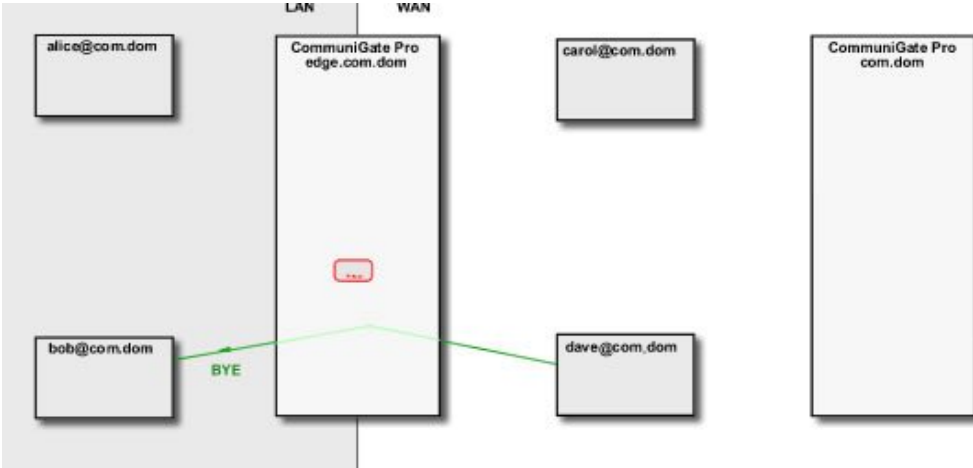 LAN
WAN
alice@com.dom
CommuniGate Pro
edge.com.dom
carol@com.dom
CommuniGate Pro
com.dom
...
bob@com.dom
BYE
dave@com,dom